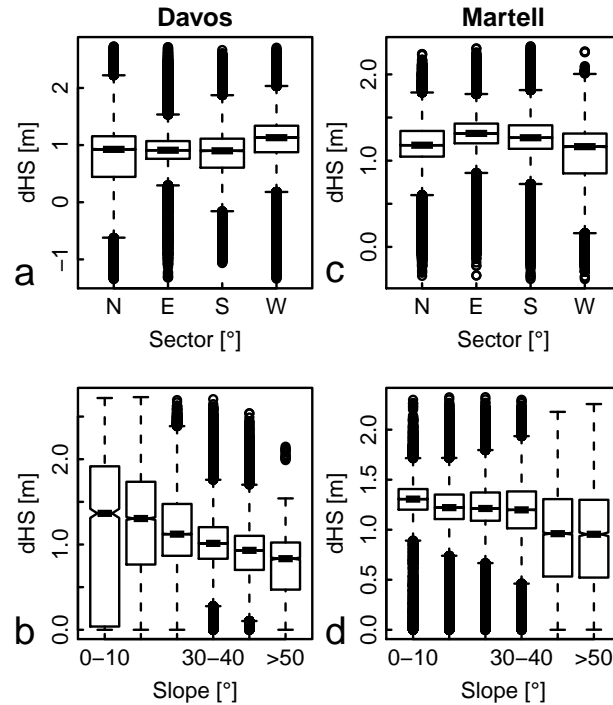 Davos
Martell
dHS [m]
2
1
0
−1
a
N E S W
Sector [°]
dHS [m]
2.0
1.0
0.0
c
N E S W
Sector [°]
dHS [m]
2.0
1.0
0.0
b
0−10 30−40 >50
Slope [°]
dHS [m]
2.0
1.5
1.0
0.5
0.0
d
0−10 30−40 >50
Slope [°]